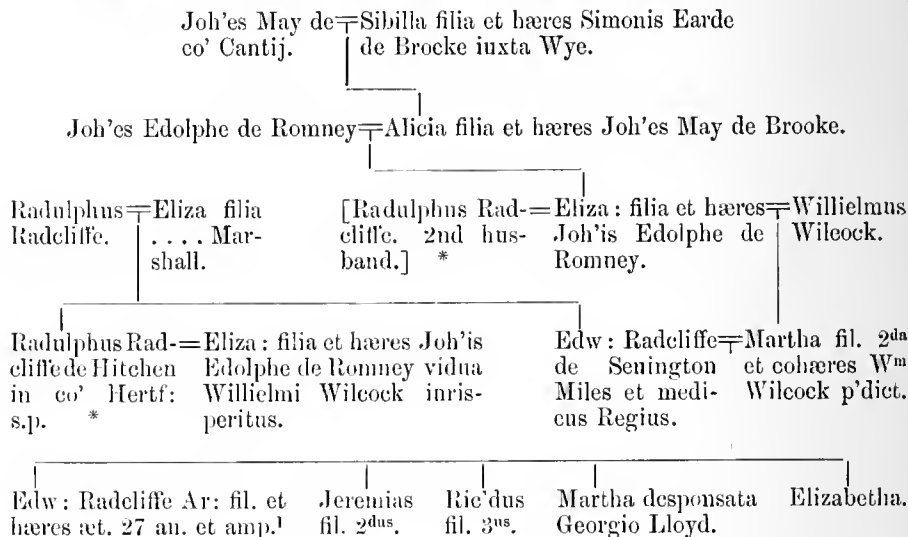 Joh'es May de Sibilla filia et hæres Simonis Earde
co' Cantij. de Brocke iuxta Wye.
Joh'es Edolphe de Romney Alicia filia et hæres Joh'es May de Brooke.
Radulphus Eliza filia [Radulphus Rad- Eliza : filia et hæres Willielmus
Radcliffe. .... Mar- cliffe. 2nd hus- Joh'is Edolphe de Wilcock.
shall. band.] * Romney.
Radulphus Rad- Eliza : filia et hæres Joh'is Edw : Radcliffe Martha fil. 2da
cliffe de Hitchen Edolphe de Romney vidua de Senington et cohæres Wm
in co' Hertf: Willielmi Wilcock inris- Miles et medi- Wilcock p'dict.
s.p. * peritus. cus Regius.
Edw : Radcliffe Ar : fil. et Jeremias Ric'dus Martha desponsata Elizabetha.
hæres æt. 27 an. et amp.1 fil. 2dus. fil. 3us. Georgio Lloyd.